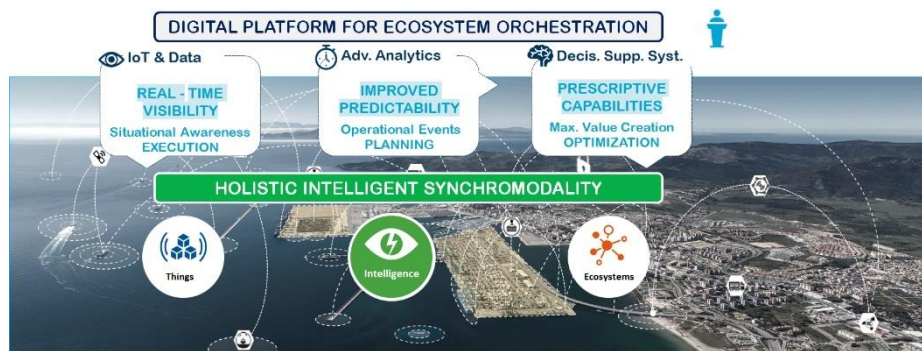 DIGITAL PLATFORM FOR ECOSYSTEM ORCHESTRATION
IoT & Data
REAL - TIME
VISIBILITY
Situational Awareness
EXECUTION
Adv. Analytics
IMPROVED
PREDICTABILITY
Operational Events
PLANNING
Decis. Supp. Syst.
PRESCRIPTIVE
CAPABILITIES
Max. Value Creation
OPTIMIZATION
HOLISTIC INTELLIGENT SYNCHROMODALITY
Things
Intelligence
Ecosystems